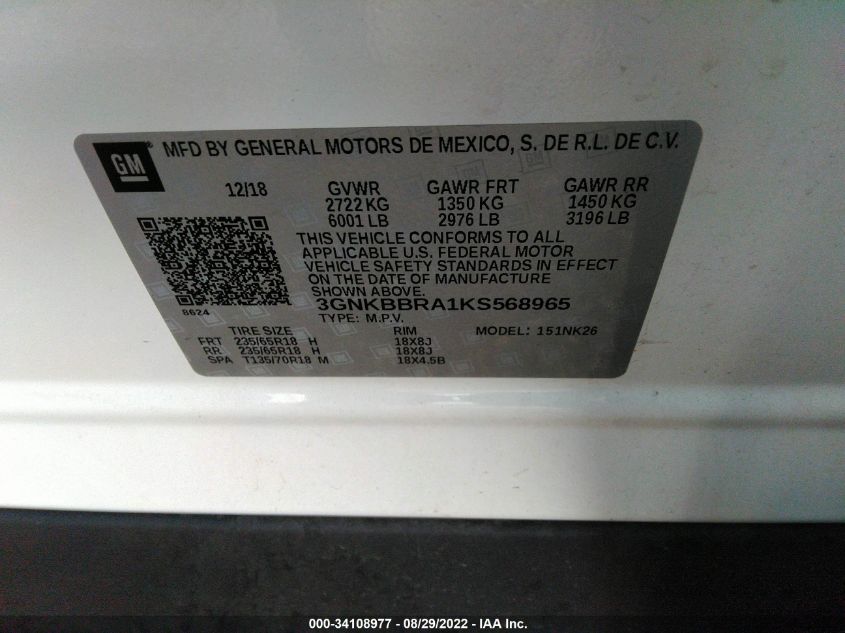 GM ® MFD BY GENERAL MOTORS DE MEXICO, S. DE R.L. DE C.V.
12/18 GVWR GAWR FRT GAWR RR
2722 KG 1350 KG 1450 KG
6001 LB 2976 LB 3196 LB
THIS VEHICLE CONFORMS TO ALL
APPLICABLE U.S. FEDERAL MOTOR
VEHICLE SAFETY STANDARDS IN EFFECT
ON THE DATE OF MANUFACTURE
SHOWN ABOVE.
8624 3GNKBBRA1KS568965
TYPE: M.P.V.
TIRE SIZE RIM MODEL: 151NK26
FRT 235/65R18 H 18X8J
RR 235/65R18 H 18X8J
SPA T135/70R18 M 18X4.5B
000-34108977 - 08/29/2022 - IAA Inc.